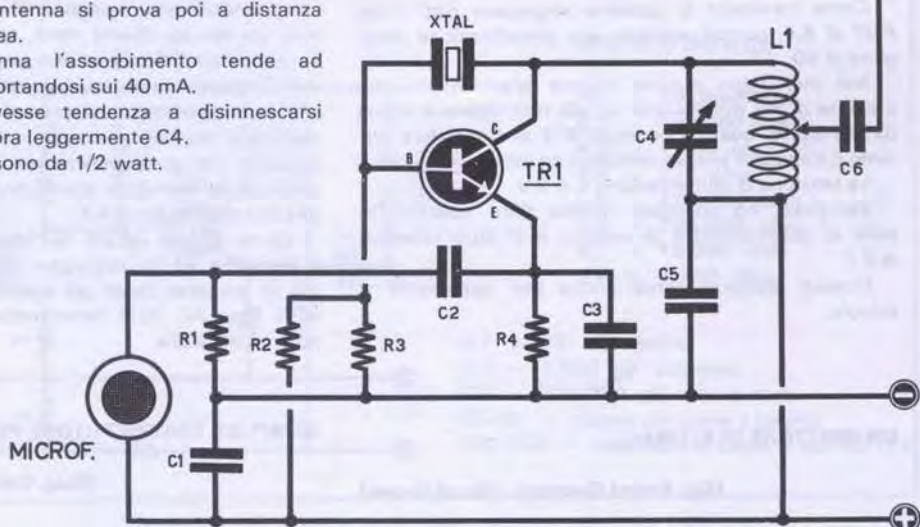 ntenna si prova poi a distanza
ea.
nna l'assorbimento tende ad
ortandosi sui 40 mA.
vesse tendenza a disinnescarsi
ora leggermente C4.
sono da 1/2 watt.
XTAL
L1
C
C4
C6
B
TR1
E
C5
C2
C3
R1
R2
R3
R4
MICROF.
C1
-
+